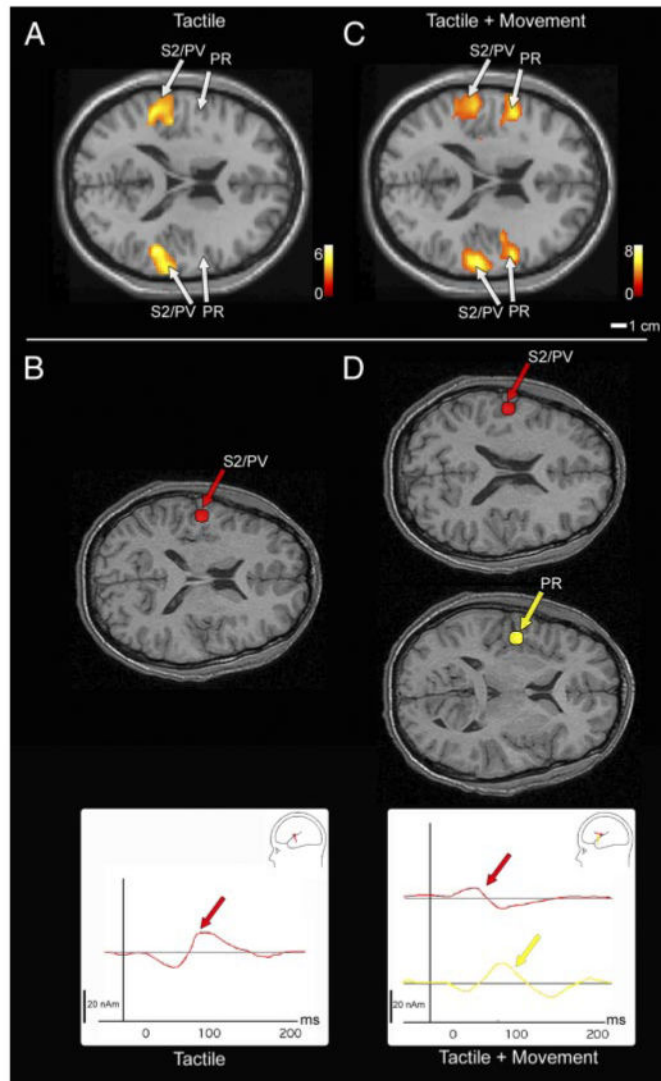 A
Tactile
S2/PV
PR
6
0
S2/PV
PR
C
Tactile + Movement
S2/PV
PR
8
0
S2/PV
PR
1 cm
B
S2/PV
D
S2/PV
PR
20 nAm
ms
0
100
200
Tactile
20 nAm
ms
0
100
200
Tactile + Movement